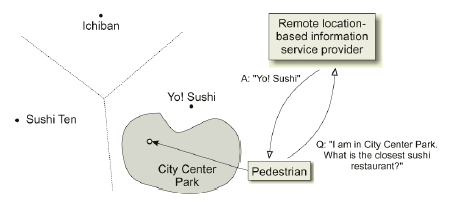 Ichiban
Remote location-
based information
service provider
A: "Yo! Sushi"
Yo! Sushi
Sushi Ten
Q: "I am in City Center Park.
What is the closest sushi
restaurant?"
City Center
Park
Pedestrian